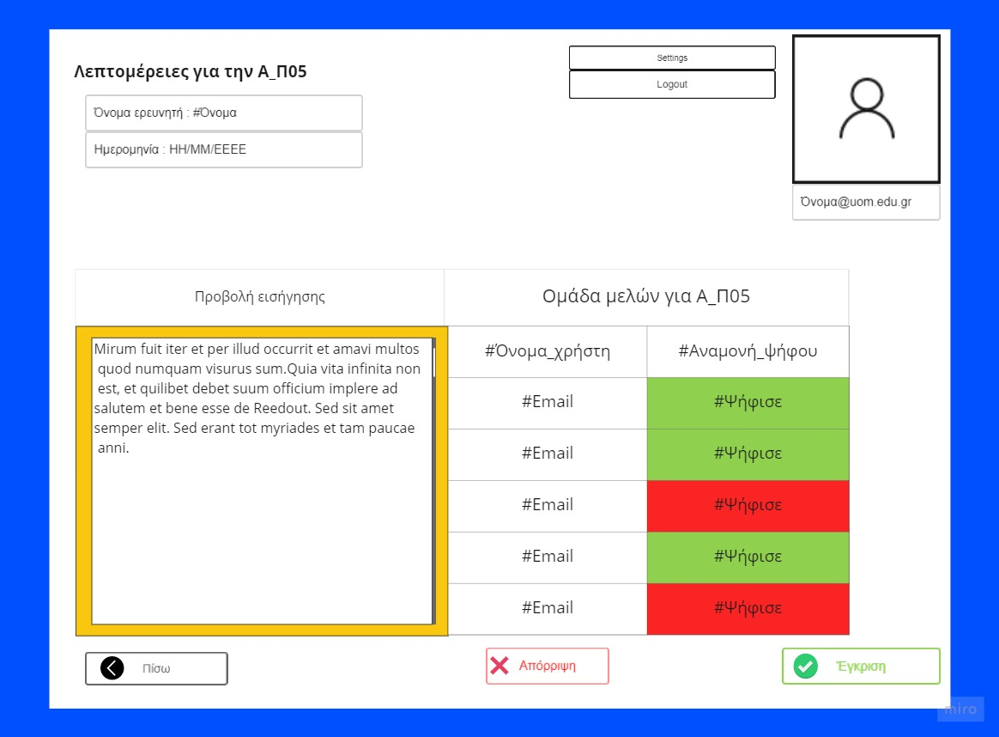 Λεπτομέρειες για την Α_Π05
Όνομα ερευνητή : #Όνομα
Ημερομηνία : ΗΗ/ΜΜ/ΕΕΕΕ
Settings
Logout
Όνομα@uom.edu.gr
Προβολή εισήγησης
Ομάδα μελών για Α_Π05
Mirum fuit iter et per illud occurrit et amavi multos
quod numquam visurus sum.Quia vita infinita non
est, et quilibet debet suum officium implere ad
salutem et bene esse de Reedout. Sed sit amet
semper elit. Sed erant tot myriades et tam paucae
anni.
#Όνομα_χρήστη #Αναμονή_ψήφου
#Email #Ψήφισε
#Email #Ψήφισε
#Email #Ψήφισε
#Email #Ψήφισε
#Email #Ψήφισε
Πίσω
Απόρριψη
Έγκριση
miro